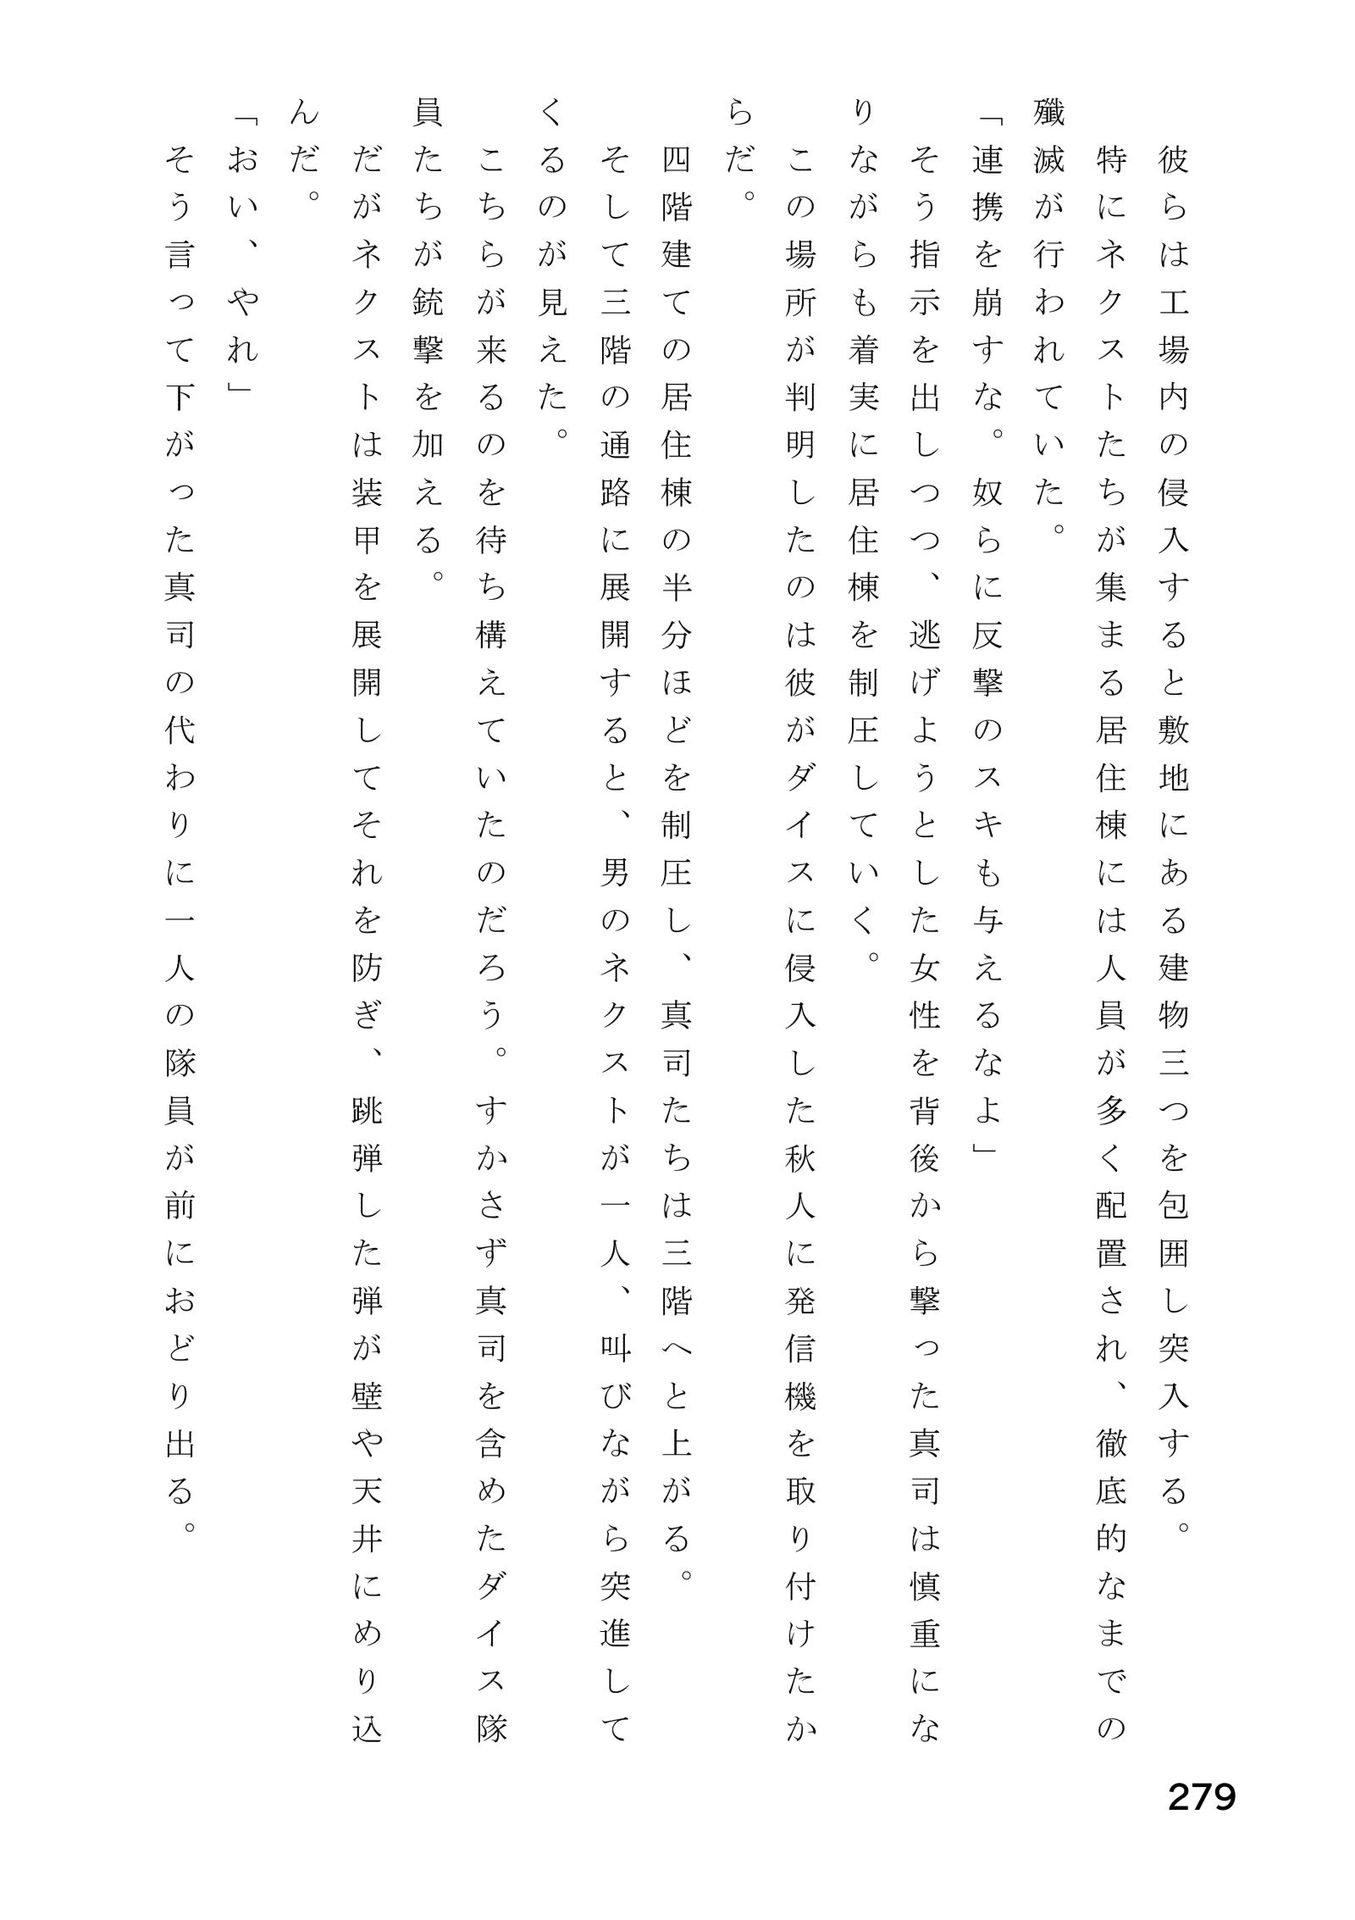 彼らは工場内の侵入すると敷地にある建物三つを包囲し突入する。
　特にネクストたちが集まる居住棟には人員が多く配置され、徹底的なまでの
殲滅が行われていた。
「連携を崩すな。奴らに反撃のスキも与えるなよ」
　そう指示を出しつつ、逃げようとした女性を背後から撃った真司は慎重にな
りながらも着実に居住棟を制圧していく。
　この場所が判明したのは彼がダイスに侵入した秋人に発信機を取り付けたか
らだ。
　四階建ての居住棟の半分ほどを制圧し、真司たちは三階へと上がる。
　そして三階の通路に展開すると、男のネクストが一人、叫びながら突進して
くるのが見えた。
　こちらが来るのを待ち構えていたのだろう。すかさず真司を含めたダイス隊
員たちが銃撃を加える。
　だがネクストは装甲を展開してそれを防ぎ、跳弾した弾が壁や天井にめり込
んだ。
「おい、やれ」
　そう言って下がった真司の代わりに一人の隊員が前におどり出る。
279